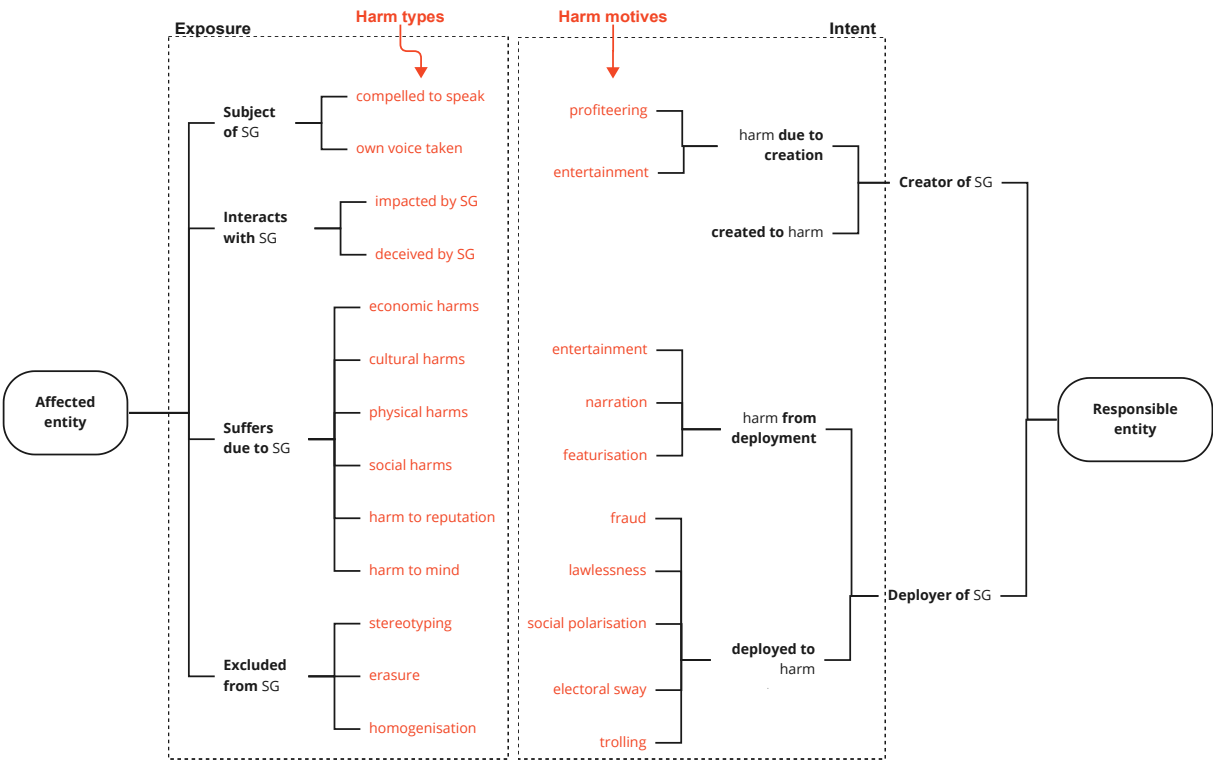 Harm types
Harm motives
Exposure
Intent
Affected
entity
Subject
of SG
compelled to speak
own voice taken
Interacts
with SG
impacted by SG
deceived by SG
Suffers
due to SG
economic harms
cultural harms
physical harms
social harms
harm to reputation
harm to mind
Excluded
from SG
stereotyping
erasure
homogenisation
profiteering
entertainment
harm due to
creation
created to harm
Creator of SG
entertainment
narration
featurisation
harm from
deployment
fraud
lawlessness
social polarisation
electoral sway
trolling
deployed to
harm
Deployer of SG
Responsible
entity